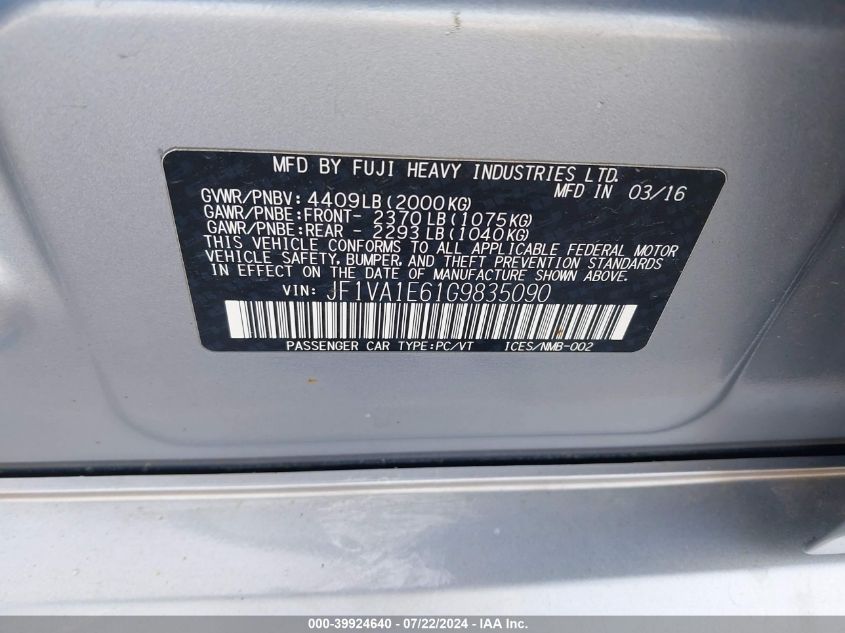 MFD BY FUJI HEAVY INDUSTRIES LTD.
MFD IN 03/16
GVWR/PNBV: 4409LB (2000KG)
GAWR/PNBE:FRONT- 2370LB (1075KG)
GAWR/PNBE:REAR - 2293LB (1040KG)
THIS VEHICLE CONFORMS TO ALL APPLICABLE FEDERAL MOTOR
VEHICLE SAFETY, BUMPER, AND THEFT PREVENTION STANDARDS
IN EFFECT ON THE DATE OF MANUFACTURE SHOWN ABOVE.
VIN: JF1VA1E61G9835090
PASSENGER CAR TYPE:PC/VT ICES/NMB-002
000-39924640 - 07/22/2024 - IAA Inc.